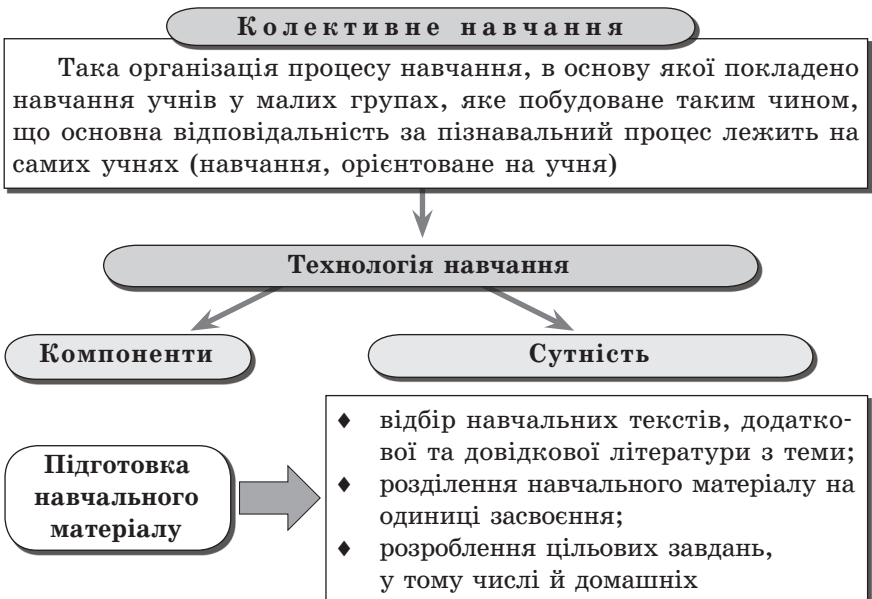 Колективне навчання
Така організація процесу навчання, в основу якої покладено
навчання учнів у малих групах, яке побудоване таким чином,
що основна відповідальність за пізнавальний процес лежить на
самих учнях (навчання, орієнтоване на учня)
Технологія навчання
Компоненти
Сутність
Підготовка
навчального
матеріалу
♦ відбір навчальних текстів, додатко-
вої та довідкової літератури з теми;
♦ розділення навчального матеріалу на
одиниці засвоєння;
♦ розроблення цільових завдань,
у тому числі й домашніх